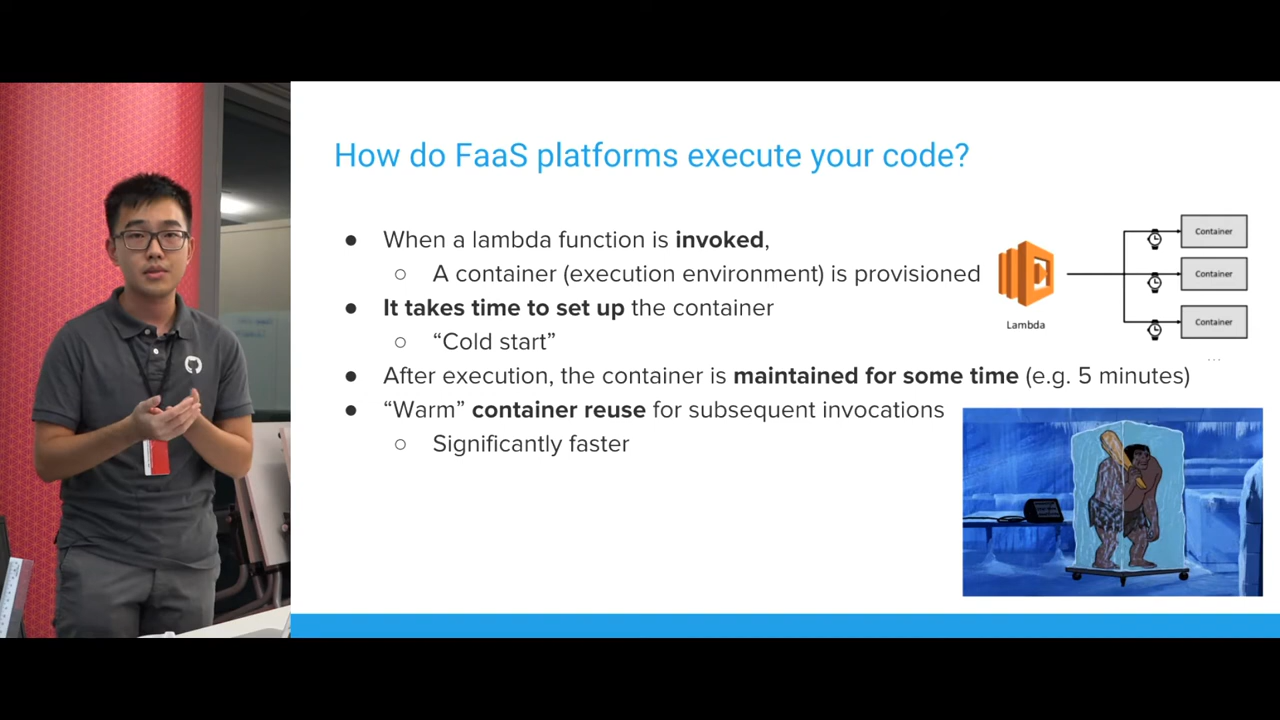 How do FaaS platforms execute your code?
● When a lambda function is invoked,
○ A container (execution environment) is provisioned
● It takes time to set up the container
○ “Cold start”
● After execution, the container is maintained for some time (e.g. 5 minutes)
● “Warm” container reuse for subsequent invocations
○ Significantly faster
Lambda
Container
Container
Container
...